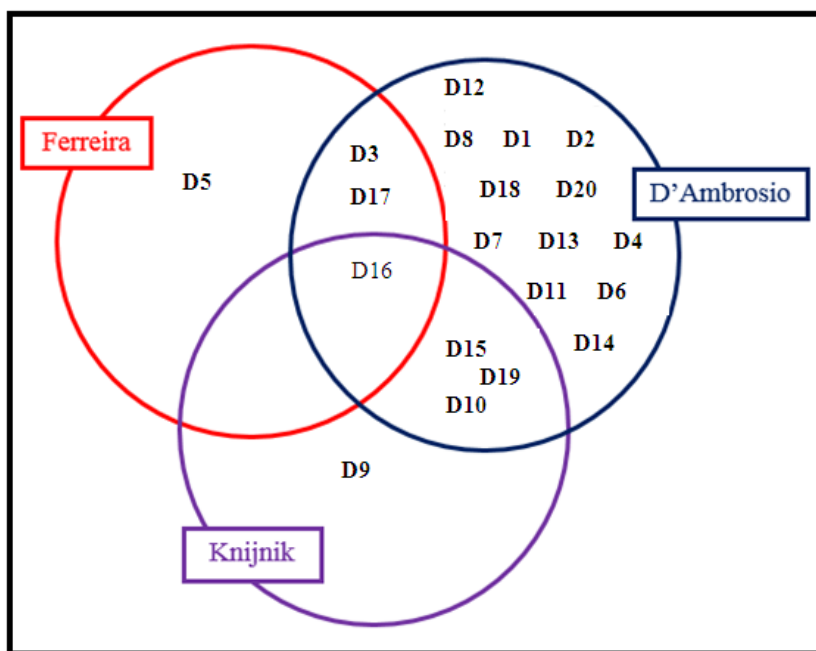 D12
Ferreira
D8 D1 D2
D3
D5
D17
D18 D20
D'Ambrosio
D7 D13 D4
D16
D11 D6
D15
D14
D19
D10
D9
Knijnik